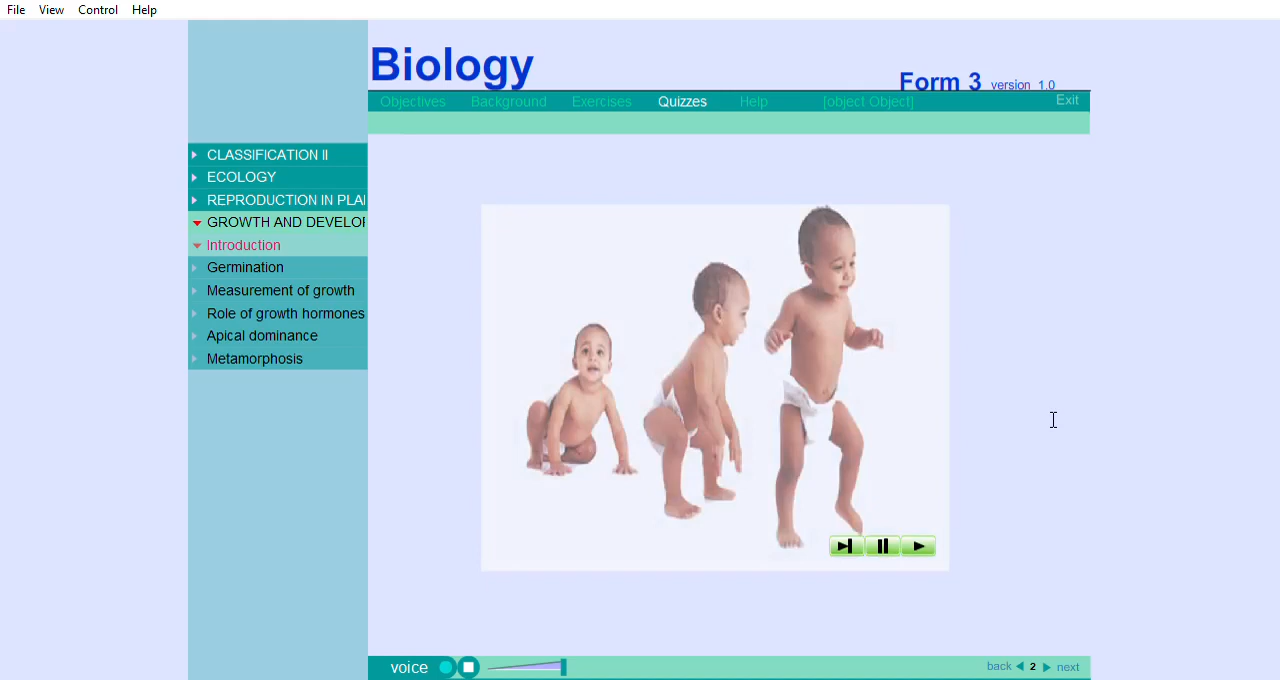 File View Control Help
Biology
Form 3 version 1.0
Objectives Background Exercises Quizzes Help [object Object] Exit
CLASSIFICATION II
ECOLOGY
REPRODUCTION IN PLA
GROWTH AND DEVELO
Introduction
Germination
Measurement of growth
Role of growth hormones
Apical dominance
Metamorphosis
voice
back 2 next